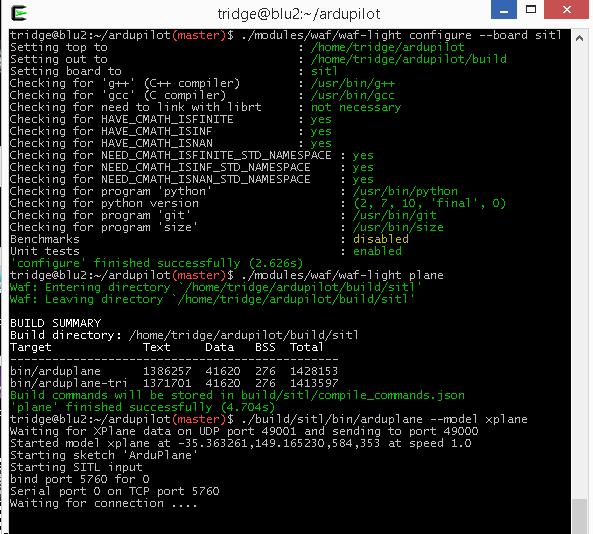 tridge@blu2:~/ardupilot
tridge@blu2:~/ardupilot(master)$ ./modules/waf/waf-light configure --board sitl
Setting top to : /home/tridge/ardupilot
Setting out to : /home/tridge/ardupilot/build
Setting board to : sitl
Checking for 'g++' (C++ compiler) : /usr/bin/g++
Checking for 'gcc' (C compiler) : /usr/bin/gcc
Checking for need to link with librt : not necessary
Checking for HAVE_CMATH_ISFINITE : yes
Checking for HAVE_CMATH_ISINF : yes
Checking for HAVE_CMATH_ISNAN : yes
Checking for NEED_CMATH_ISFINITE_STD_NAMESPACE : yes
Checking for NEED_CMATH_ISINF_STD_NAMESPACE : yes
Checking for NEED_CMATH_ISNAN_STD_NAMESPACE : yes
Checking for program 'python' : /usr/bin/python
Checking for python version : (2, 7, 10, 'final', 0)
Checking for program 'git' : /usr/bin/git
Checking for program 'size' : /usr/bin/size
Benchmarks : disabled
Unit tests : enabled
'configure' finished successfully (2.626s)
tridge@blu2:~/ardupilot(master)$ ./modules/waf/waf-light plane
Waf: Entering directory `/home/tridge/ardupilot/build/sitl'
Waf: Leaving directory `/home/tridge/ardupilot/build/sitl'
BUILD SUMMARY
Build directory: /home/tridge/ardupilot/build/sitl
Target Text Data BSS Total
--------------------------------------------------
bin/arduplane 1386257 41620 276 1428153
bin/arduplane-tri 1371701 41620 276 1413597
Build commands will be stored in build/sitl/compile_commands.json
'plane' finished successfully (4.704s)
tridge@blu2:~/ardupilot(master)$ ./build/sitl/bin/arduplane --model xplane
Waiting for XPlane data on UDP port 49001 and sending to port 49000
Started model xplane at -35.363261,149.165230,584,353 at speed 1.0
Starting sketch 'ArduPlane'
Starting SITL input
bind port 5760 for 0
Serial port 0 on TCP port 5760
Waiting for connection ....